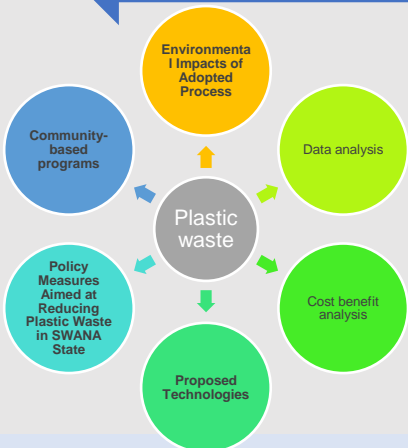 Environmenta
l Impacts of
Adopted
Process
Community-
based
programs
Data analysis
Plastic
waste
Policy
Measures
Aimed at
Reducing
Plastic Waste
in SWANA
State
Cost benefit
analysis
Proposed
Technologies